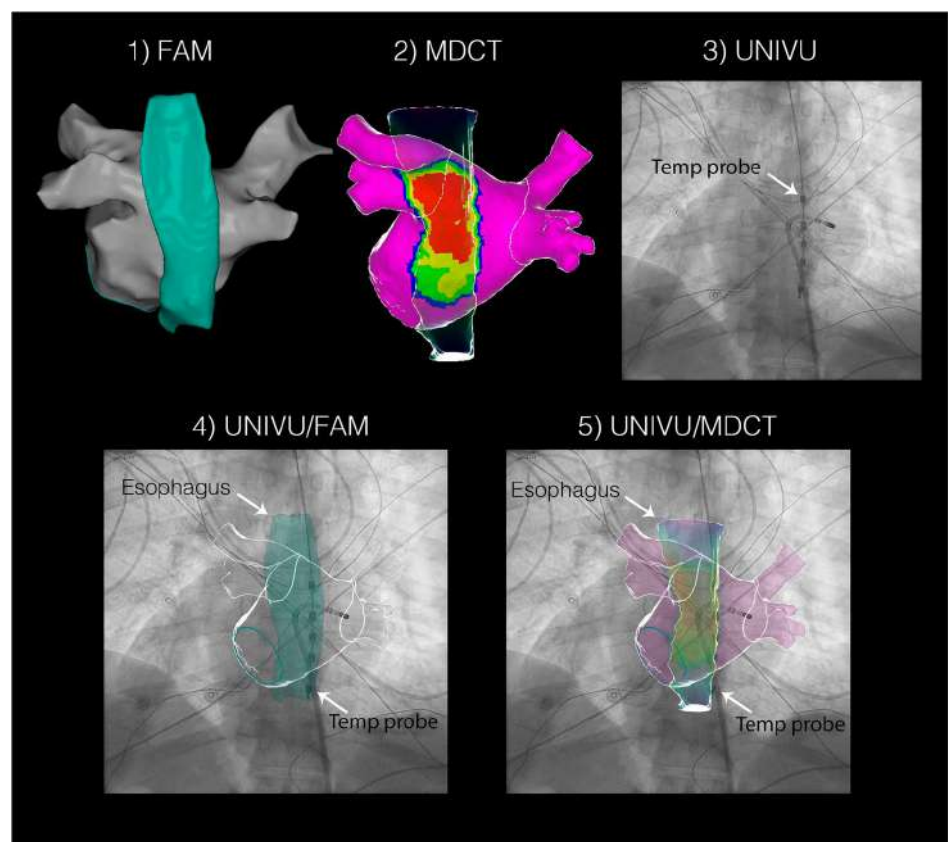 1) FAM
2) MDCT
3) UNIVU
Temp probe
4) UNIVU/FAM
Esophagus
Temp probe
5) UNIVU/MDCT
Esophagus
Temp probe